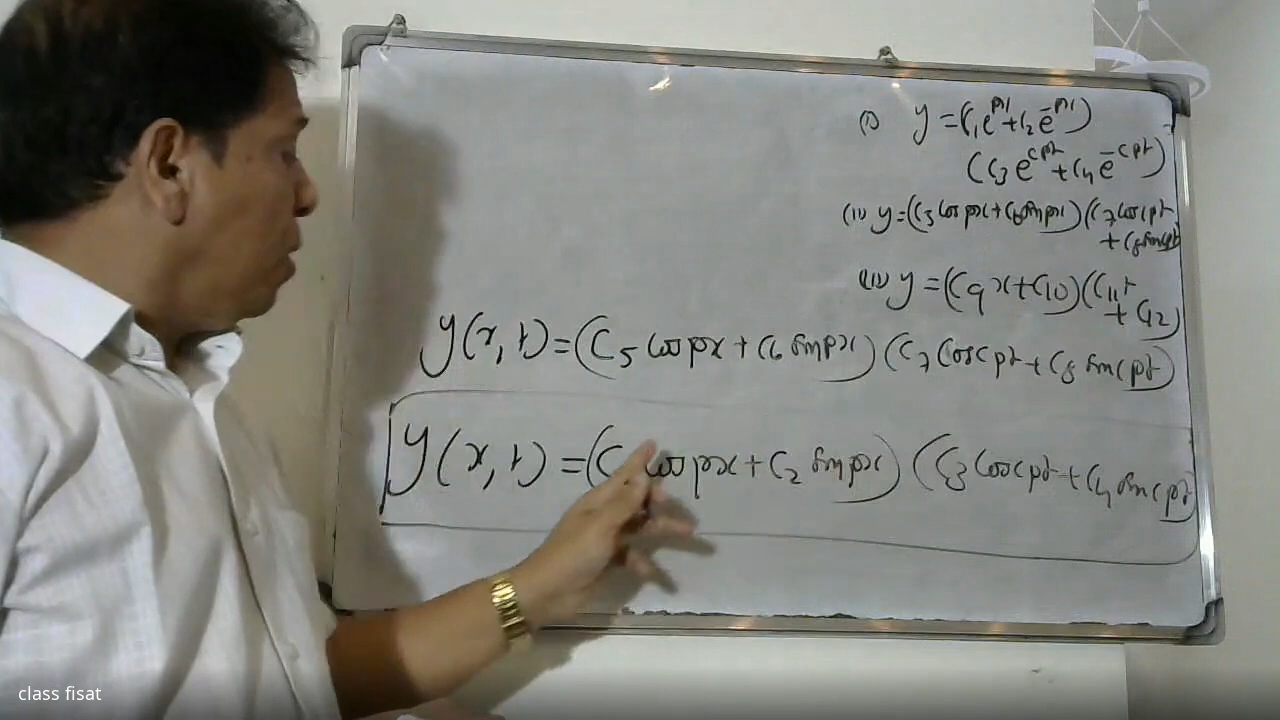 (i) y = (C₁e^px + C₂e^-px)
(C₃e^cpt + C₄e^-cpt)
(ii) y = (C₅ cos px + C₆ sin px)(C₇ cos cpt
+ C₈ sin cpt)
(iii) y = (C₉x + C₁₀)(C₁₁t
+ C₁₂)
y(x, t) = (C₅ cos px + C₆ sin px)(C₇ cos cpt + C₈ sin cpt)
y(x, t) = (C cos px + C₂ sin px)(C₃ cos cpt + C₄ sin cpt
class fisat